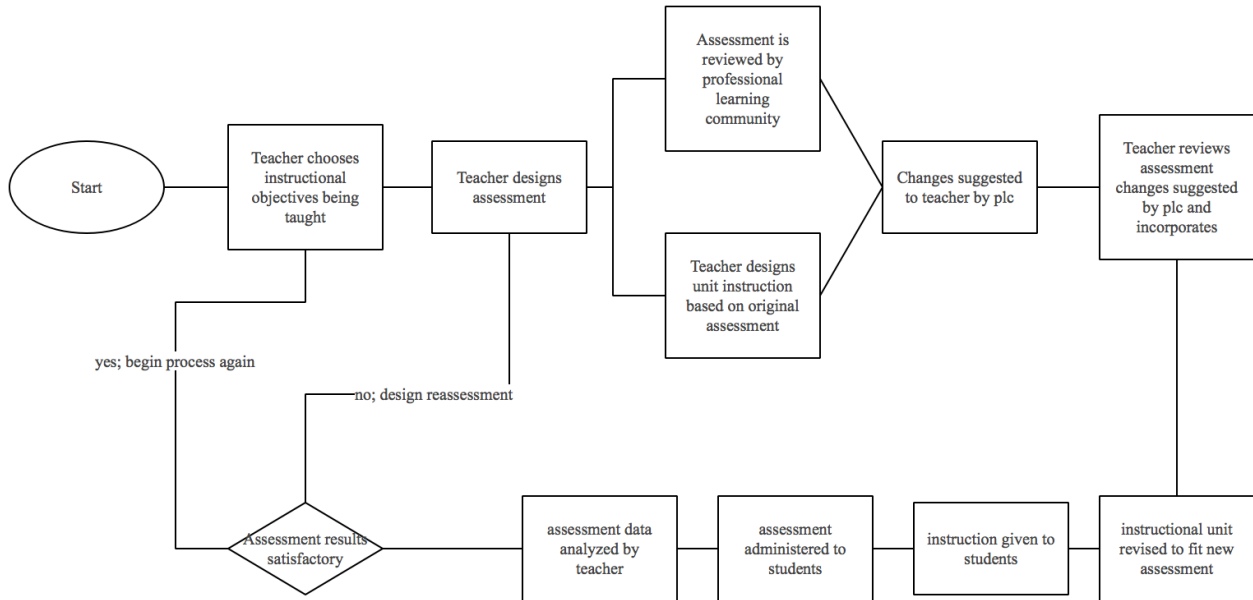 Start
Teacher chooses
instructional
objectives being
taught
Teacher designs
assessment
Assessment is
reviewed by
professional
learning
community
Teacher designs
unit instruction
based on original
assessment
Changes suggested
to teacher by plc
Teacher reviews
assessment
changes suggested
by plc and
incorporates
instructional unit
revised to fit new
assessment
instruction given to
students
assessment
administered to
students
assessment data
analyzed by
teacher
Assessment results
satisfactory
yes; begin process again
no; design reassessment